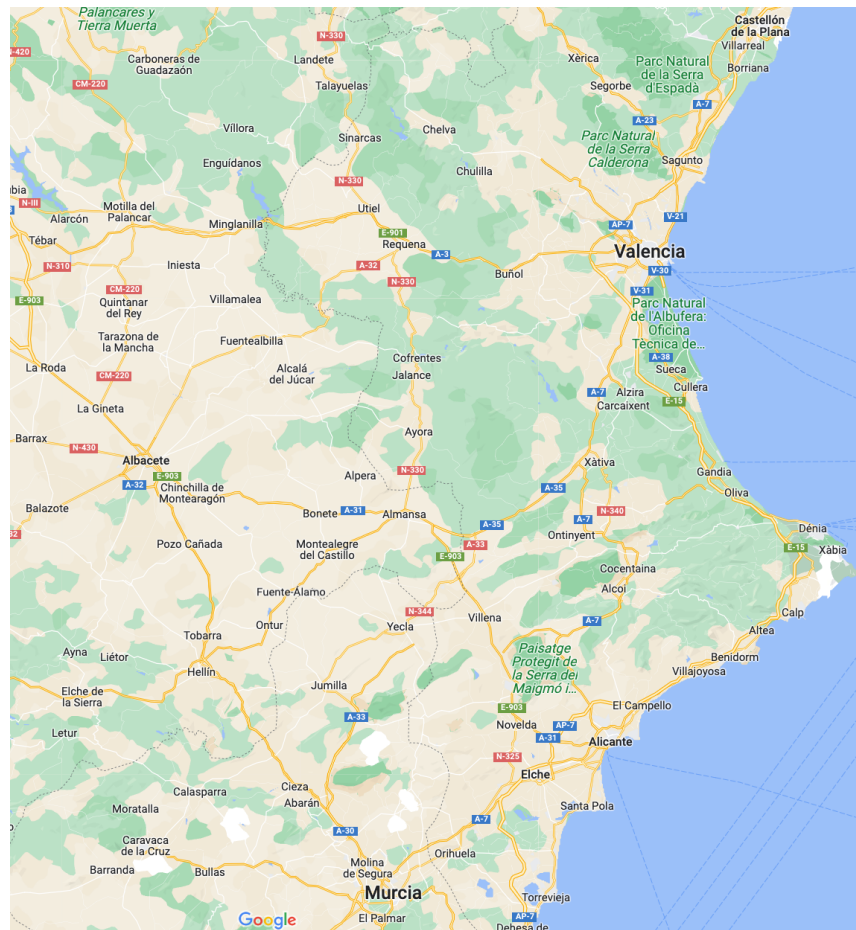 Palancares y
Tierra Muerta
Castellón
de la Plana
N-330
Villarreal
N-420
Carboneras de
Guadazaón
Landete
Xèrica
Parc Natural
de la Serra
d'Espadà
Borriana
CM-220
Talayuelas
Segorbe
A-7
Víllora
Sinarcas
Chelva
A-23
Parc Natural
de la Serra
Calderona
Enguídanos
Chulilla
Sagunto
N-330
N-III
Alarcón
Motilla del
Palancar
Minglanilla
Utiel
AP-7
V-21
Tébar
E-901
Requena
A-3
Valencia
N-310
Iniesta
A-32
N-330
Buñol
V-30
CM-220
V-31
E-903
Quintanar
del Rey
Villamalea
Parc Natural
de l'Albufera:
Oficina
Tècnica de...
Tarazona de
la Mancha
Fuentealbilla
Cofrentes
A-38
La Roda
CM-220
Alcalá
del Júcar
Jalance
Sueca
Cullera
La Gineta
A-7
Alzira
Carcaixent
E-15
Barrax
N-430
Ayora
Albacete
E-903
A-32
Chinchilla de
Montearagón
Alpera
N-330
Xàtiva
Gandia
A-35
Oliva
Balazote
Bonete
A-31
Almansa
A-35
A-7
N-340
Dénia
Pozo Cañada
Montealegre
del Castillo
A-33
E-903
Ontinyent
E-15
Xàbia
Cocentaina
Fuente-Álamo
Alcoi
N-344
Villena
Calp
Ontur
Yecla
A-7
Altea
Tobarra
Ayna
Liétor
Hellín
Paisatge
Protegit de
la Serra del
Maigmó i...
Benidorm
Villajoyosa
Elche de
la Sierra
Jumilla
E-903
El Campello
Letur
A-33
Novelda
AP-7
A-31
Alicante
N-325
Elche
Calasparra
Cieza
Abarán
Moratalla
Santa Pola
A-30
A-7
Caravaca
de la Cruz
Barranda
Bullas
Molina
de Segura
Orihuela
Murcia
Torrevieja
Google
El Palmar
AP-7
Dehesa de